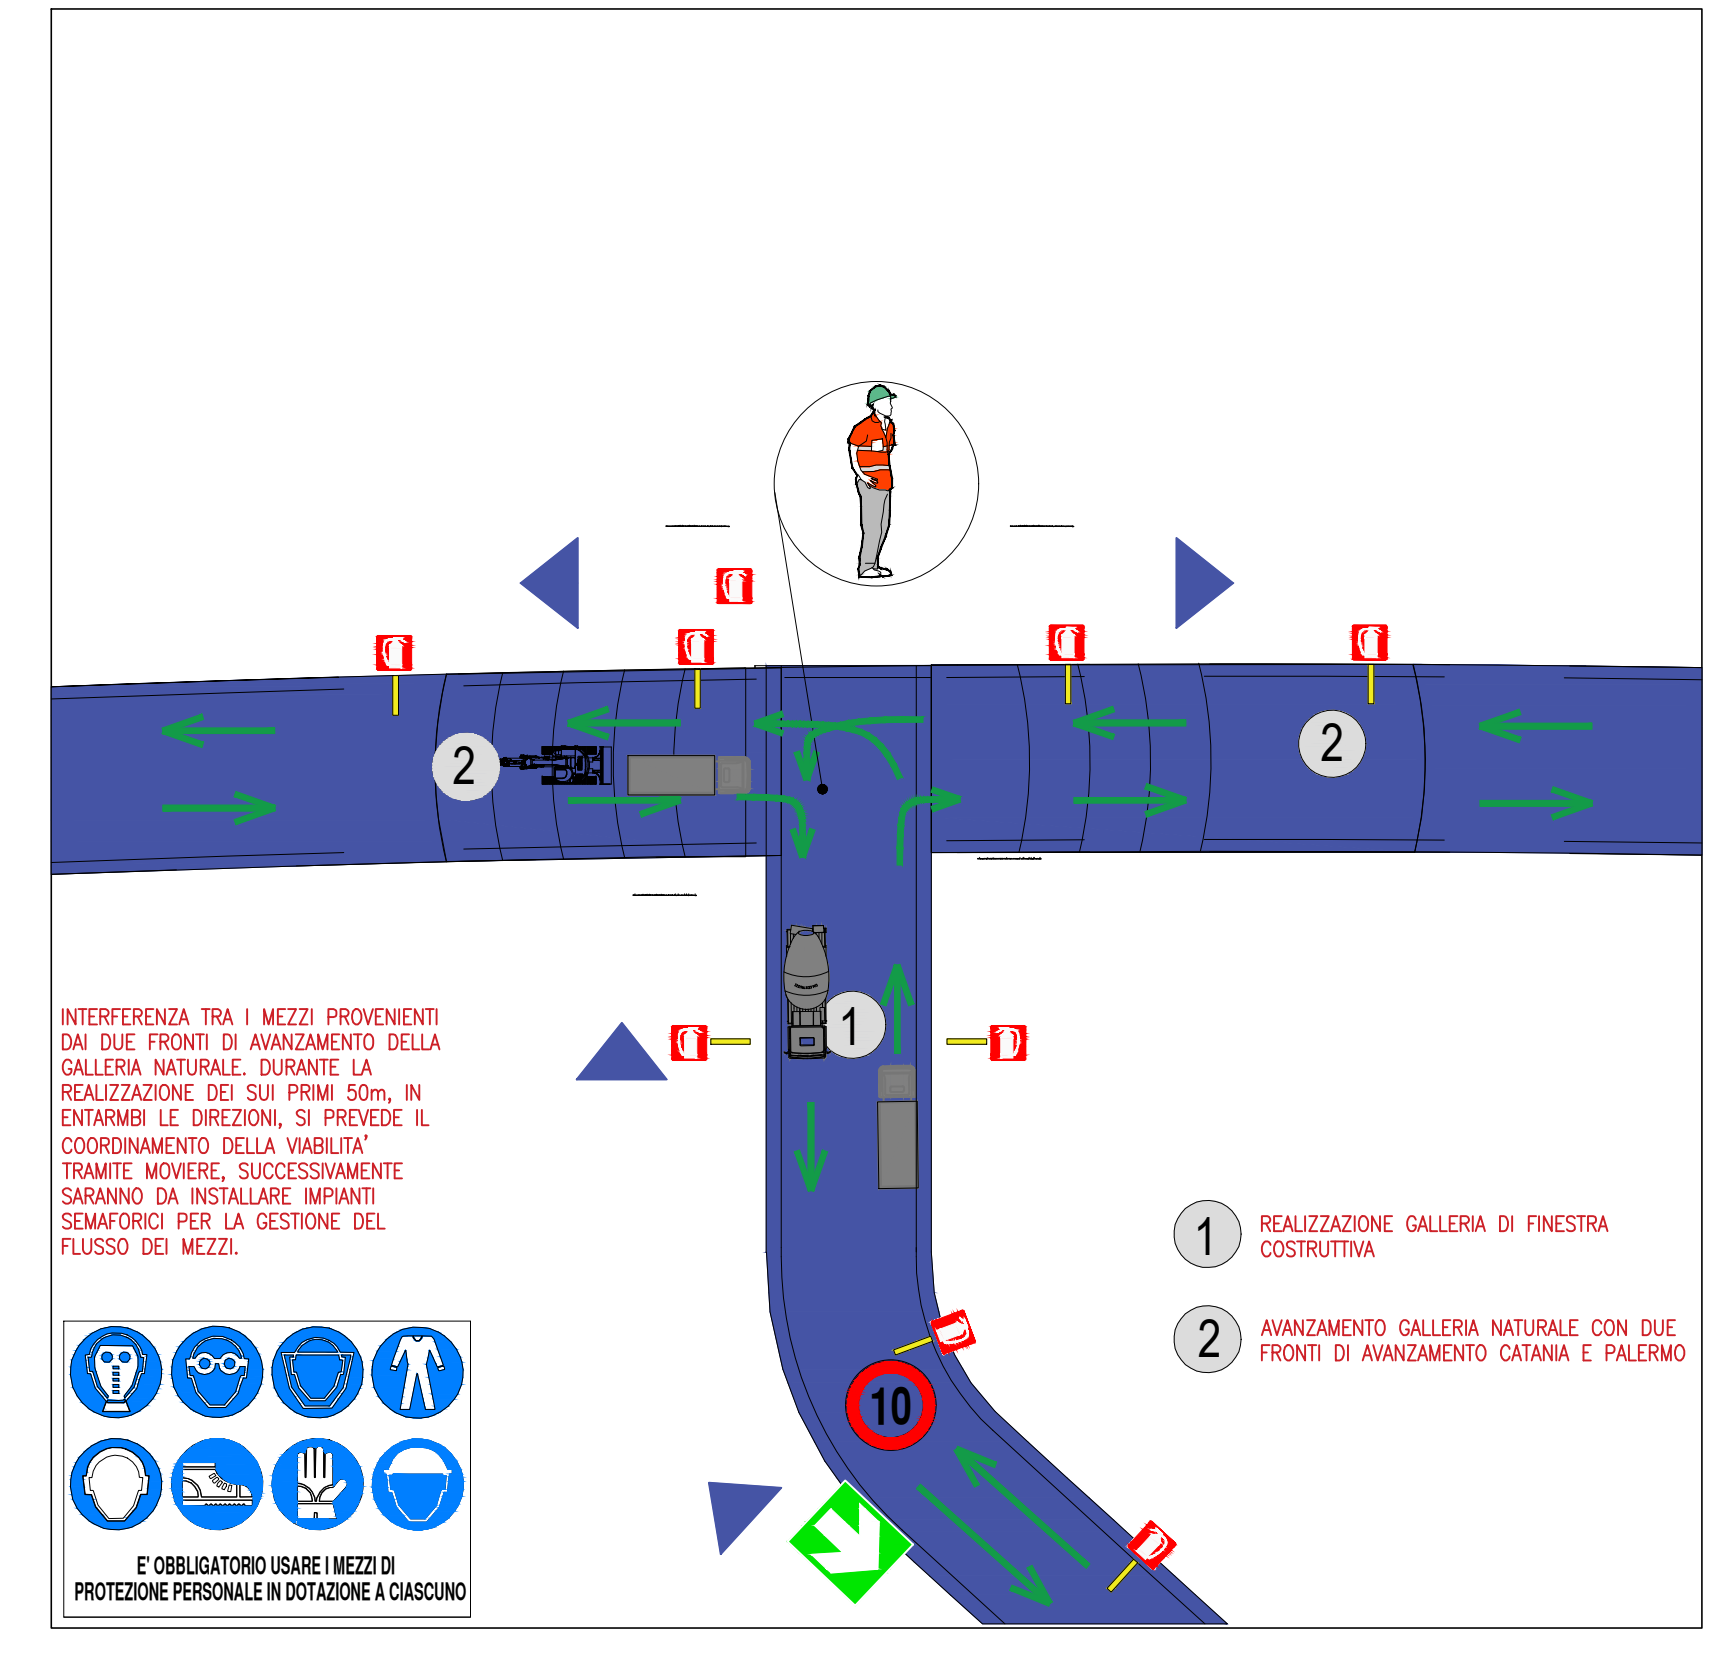 2
2
1
INTERFERENZA TRA I MEZZI PROVENIENTI
DAI DUE FRONTI DI AVANZAMENTO DELLA
GALLERIA NATURALE. DURANTE LA
REALIZZAZIONE DEI SUI PRIMI 50m, IN
ENTARMBI LE DIREZIONI, SI PREVEDE IL
COORDINAMENTO DELLA VIABILITA'
TRAMITE MOVIERE, SUCCESSIVAMENTE
SARANNO DA INSTALLARE IMPIANTI
SEMAFORICI PER LA GESTIONE DEL
FLUSSO DEI MEZZI.
1
REALIZZAZIONE GALLERIA DI FINESTRA
COSTRUTTIVA
2
AVANZAMENTO GALLERIA NATURALE CON DUE
FRONTI DI AVANZAMENTO CATANIA E PALERMO
10
E' OBBLIGATORIO USARE I MEZZI DI
PROTEZIONE PERSONALE IN DOTAZIONE A CIASCUNO